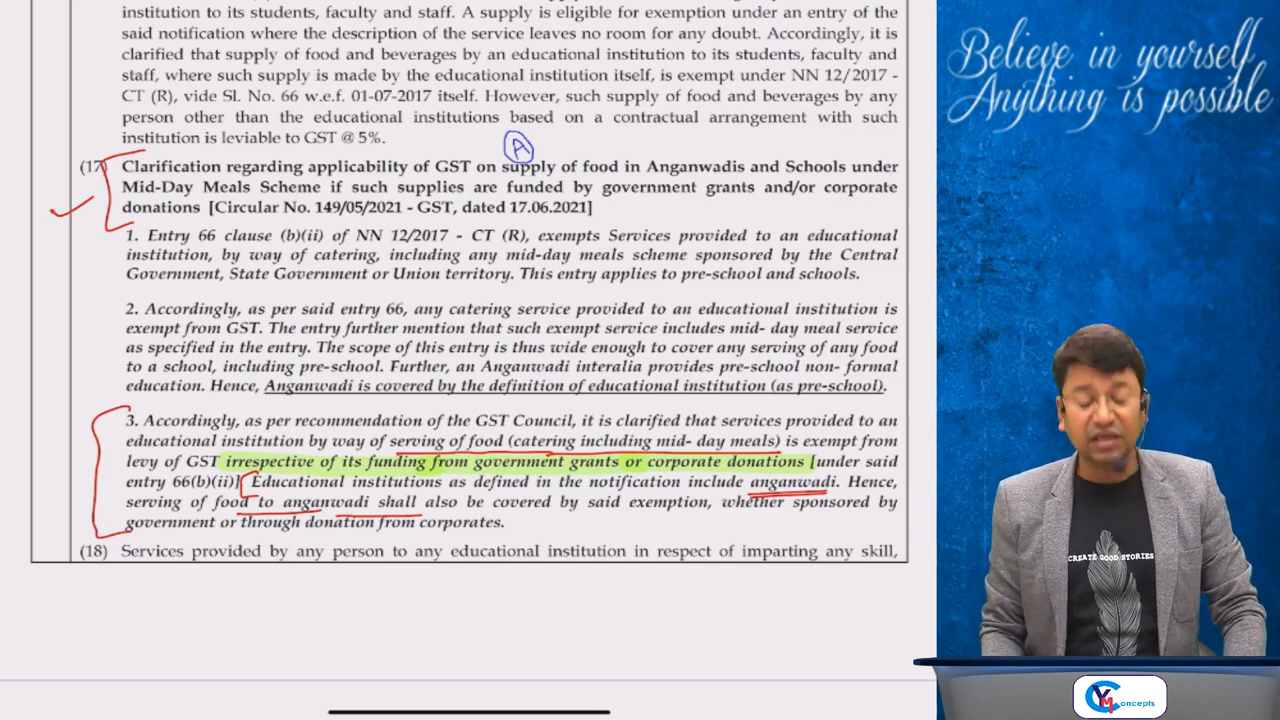 institution to its students, faculty and staff. A supply is eligible for exemption under an entry of the
said notification where the description of the service leaves no room for any doubt. Accordingly, it is
clarified that supply of food and beverages by an educational institution to its students, faculty and
staff, where such supply is made by the educational institution itself, is exempt under NN 12/2017 -
CT (R), vide Sl. No. 66 w.e.f. 01-07-2017 itself. However, such supply of food and beverages by any
person other than the educational institutions based on a contractual arrangement with such
institution is leviable to GST @ 5%.
A
(17) Clarification regarding applicability of GST on supply of food in Anganwadis and Schools under
Mid-Day Meals Scheme if such supplies are funded by government grants and/or corporate
donations [Circular No. 149/05/2021 - GST, dated 17.06.2021]
1. Entry 66 clause (b)(ii) of NN 12/2017 - CT (R), exempts Services provided to an educational
institution, by way of catering, including any mid-day meals scheme sponsored by the Central
Government, State Government or Union territory. This entry applies to pre-school and schools.
2. Accordingly, as per said entry 66, any catering service provided to an educational institution is
exempt from GST. The entry further mention that such exempt service includes mid- day meal service
as specified in the entry. The scope of this entry is thus wide enough to cover any serving of any food
to a school, including pre-school. Further, an Anganwadi interalia provides pre-school non- formal
education. Hence, Anganwadi is covered by the definition of educational institution (as pre-school).
3. Accordingly, as per recommendation of the GST Council, it is clarified that services provided to an
educational institution by way of serving of food (catering including mid- day meals) is exempt from
levy of GST irrespective of its funding from government grants or corporate donations [under said
entry 66(b)(ii)]. Educational institutions as defined in the notification include anganwadi. Hence,
serving of food to anganwadi shall also be covered by said exemption, whether sponsored by
government or through donation from corporates.
(18) Services provided by any person to any educational institution in respect of imparting any skill,
Believe in yourself
Anything is possible
CREATE GOOD STORIES
YM Concepts